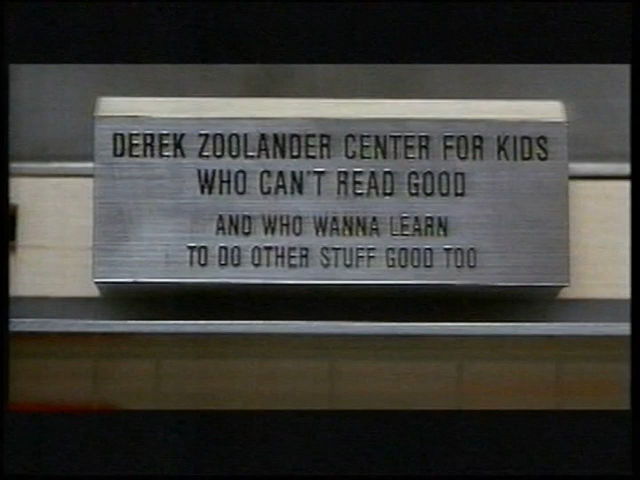 DEREK ZOOLANDER CENTER FOR KIDS
WHO CAN'T READ GOOD
AND WHO WANNA LEARN
TO DO OTHER STUFF GOOD TOO